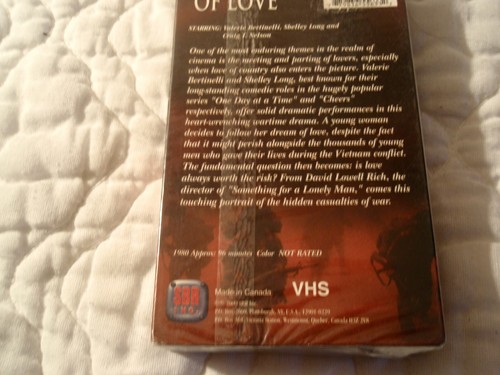 OF LOVE
STARRING: Valerie Bertinelli, Shelley Long and
Craig T. Nelson
One of the most enduring themes in the realm of
cinema is the meeting and parting of lovers, especially
when love of country also enters the picture. Valerie
Bertinelli and Shelley Long, best known for their
long-standing comedic roles in the hugely popular
series "One Day at a Time" and "Cheers"
respectively, offer solid dramatic performances in this
heart-wrenching wartime drama. A young woman
decides to follow her dream of love, despite the fact
that it might perish alongside the thousands of young
men who gave their lives during the Vietnam conflict.
The fundamental question then becomes: is love
always worth the risk? From David Lowell Rich, the
director of "Something for a Lonely Man," comes this
touching portrait of the hidden casualties of war.
1980 Approx. 96 minutes Color NOT RATED
Made in Canada VHS